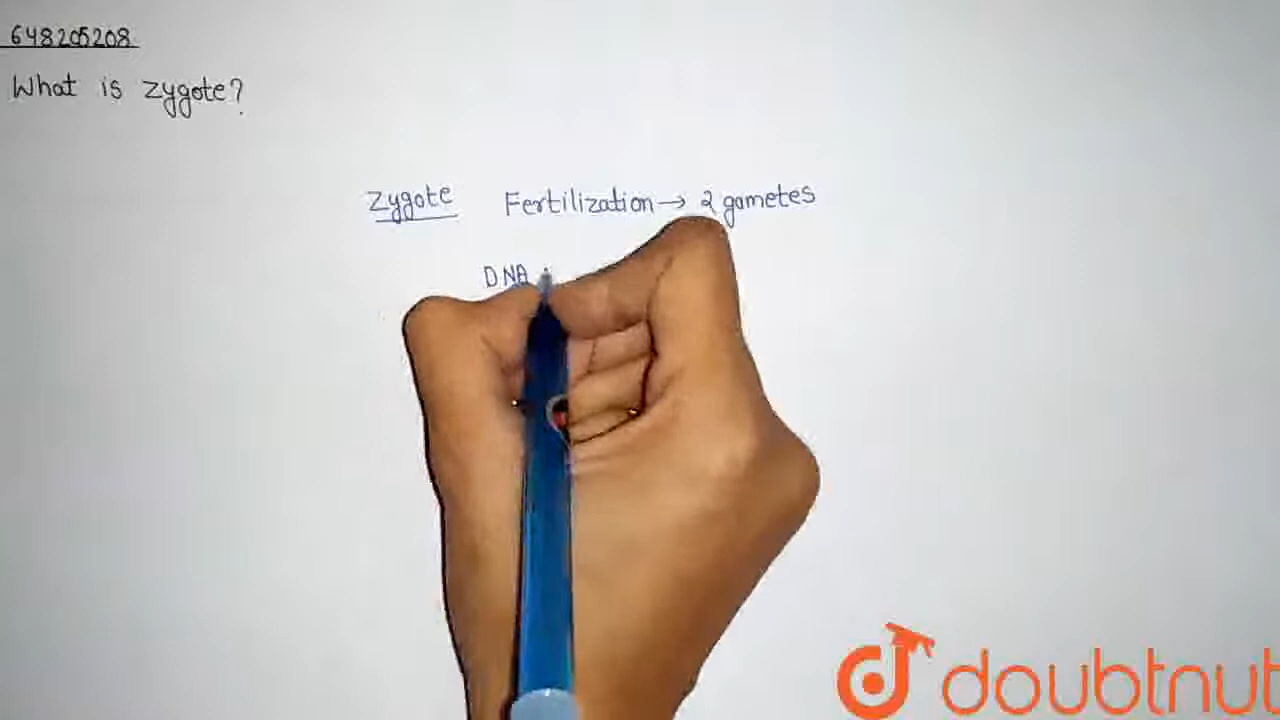 648205208
What is zygote?
Zygote Fertilization → 2 gametes
DNA
doubtnut